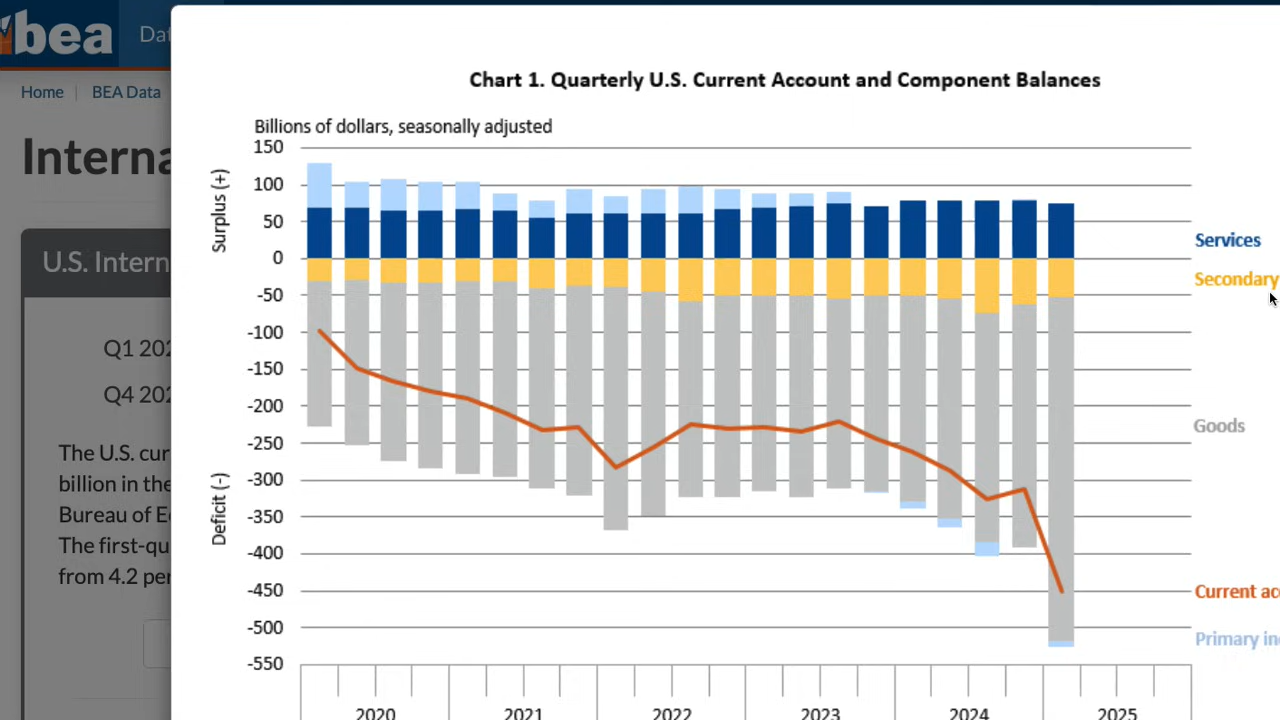 bea
Dat
Home | BEA Data
Interna
U.S. Intern
Q1 202
Q4 202
The U.S. cur
billion in the
Bureau of E
The first-qu
from 4.2 per
Chart 1. Quarterly U.S. Current Account and Component Balances
Billions of dollars, seasonally adjusted
Surplus (+)
Deficit (-)
150
100
50
0
-50
-100
-150
-200
-250
-300
-350
-400
-450
-500
-550
Services
Secondary
Goods
Current acc
Primary inc
2020 2021 2022 2023 2024 2025